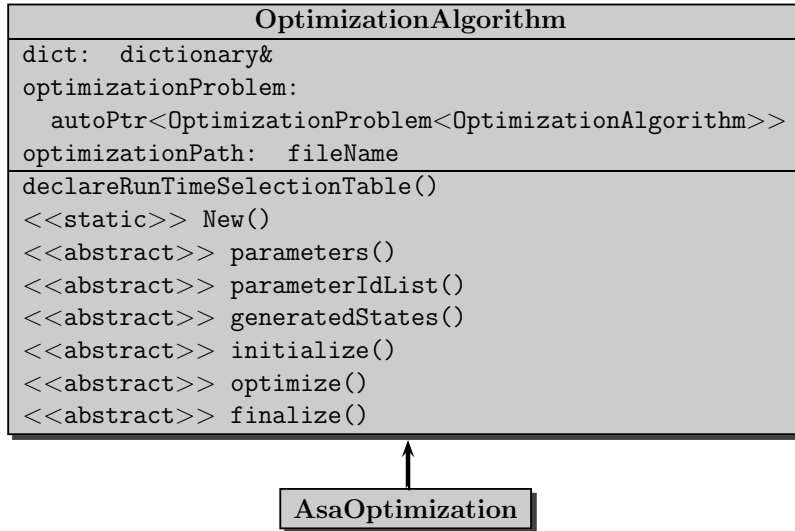 OptimizationAlgorithm
dict: dictionary&
optimizationProblem:
autoPtr<OptimizationProblem<OptimizationAlgorithm>>
optimizationPath: fileName
declareRunTimeSelectionTable()
<<static>> New()
<<abstract>> parameters()
<<abstract>> parameterIdList()
<<abstract>> generatedStates()
<<abstract>> initialize()
<<abstract>> optimize()
<<abstract>> finalize()
AsaOptimization